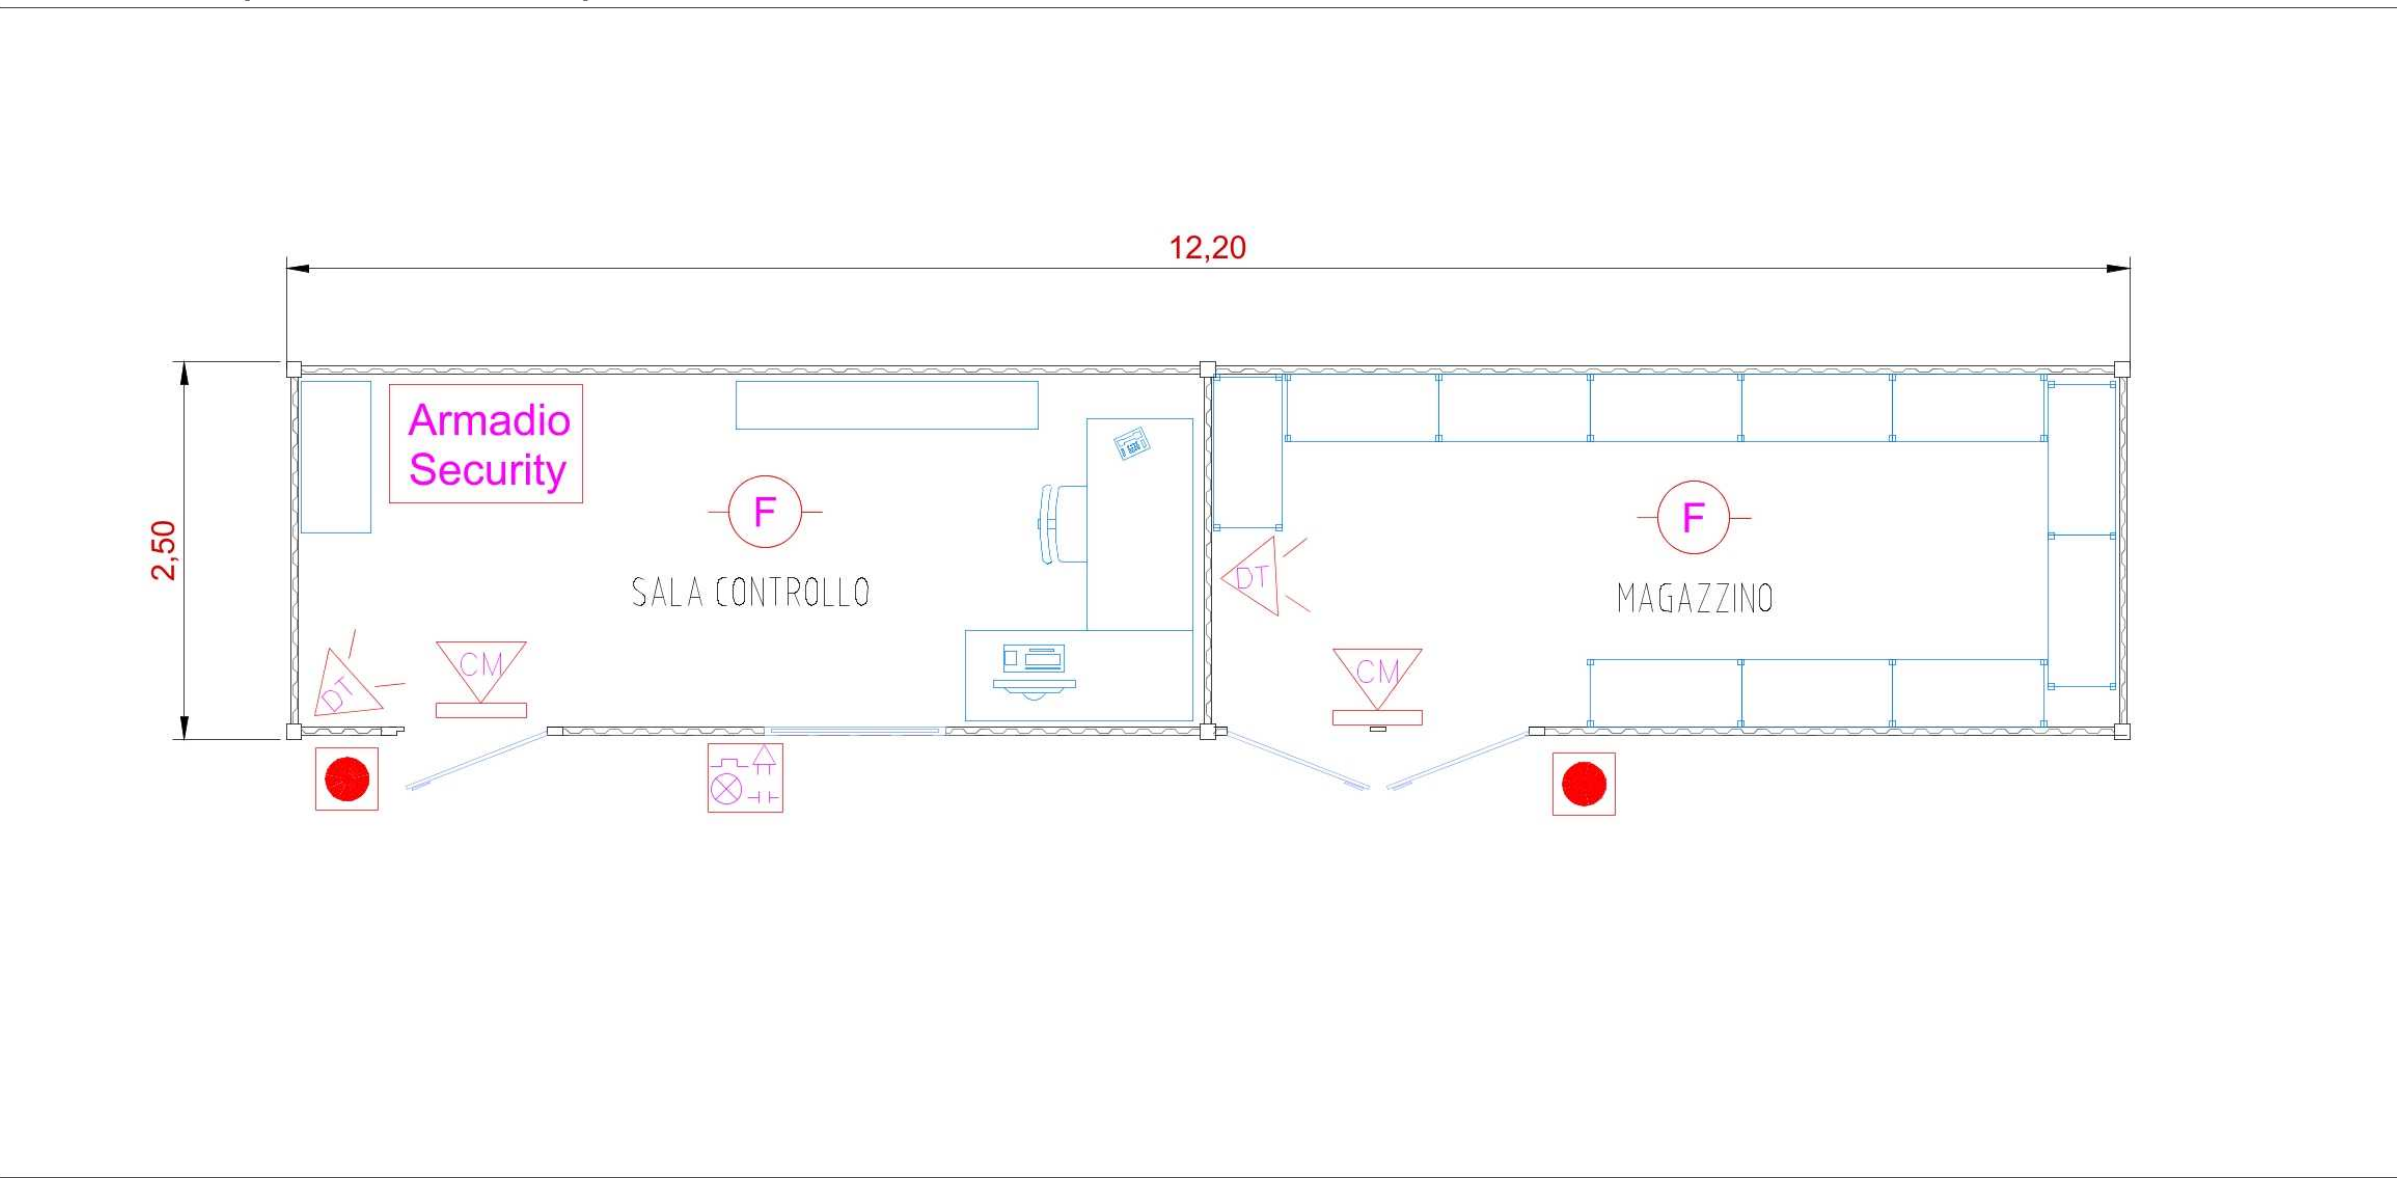 12,20
2,50
Armadio
Security
F
F
SALA CONTROLLO
MAGAZZINO
DT
DT
CM
CM